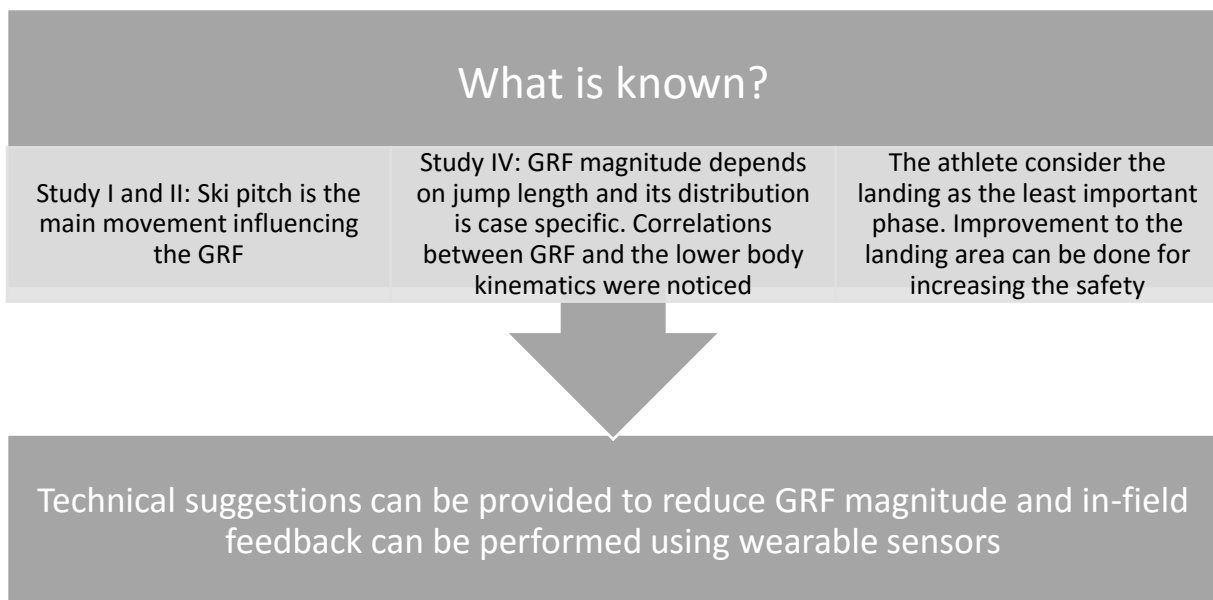 What is known?
Study I and II: Ski pitch is the
main movement influencing
the GRF
Study IV: GRF magnitude depends
on jump length and its distribution
is case specific. Correlations
between GRF and the lower body
kinematics were noticed
The athlete consider the
landing as the least important
phase. Improvement to the
landing area can be done for
increasing the safety
Technical suggestions can be provided to reduce GRF magnitude and in-field
feedback can be performed using wearable sensors